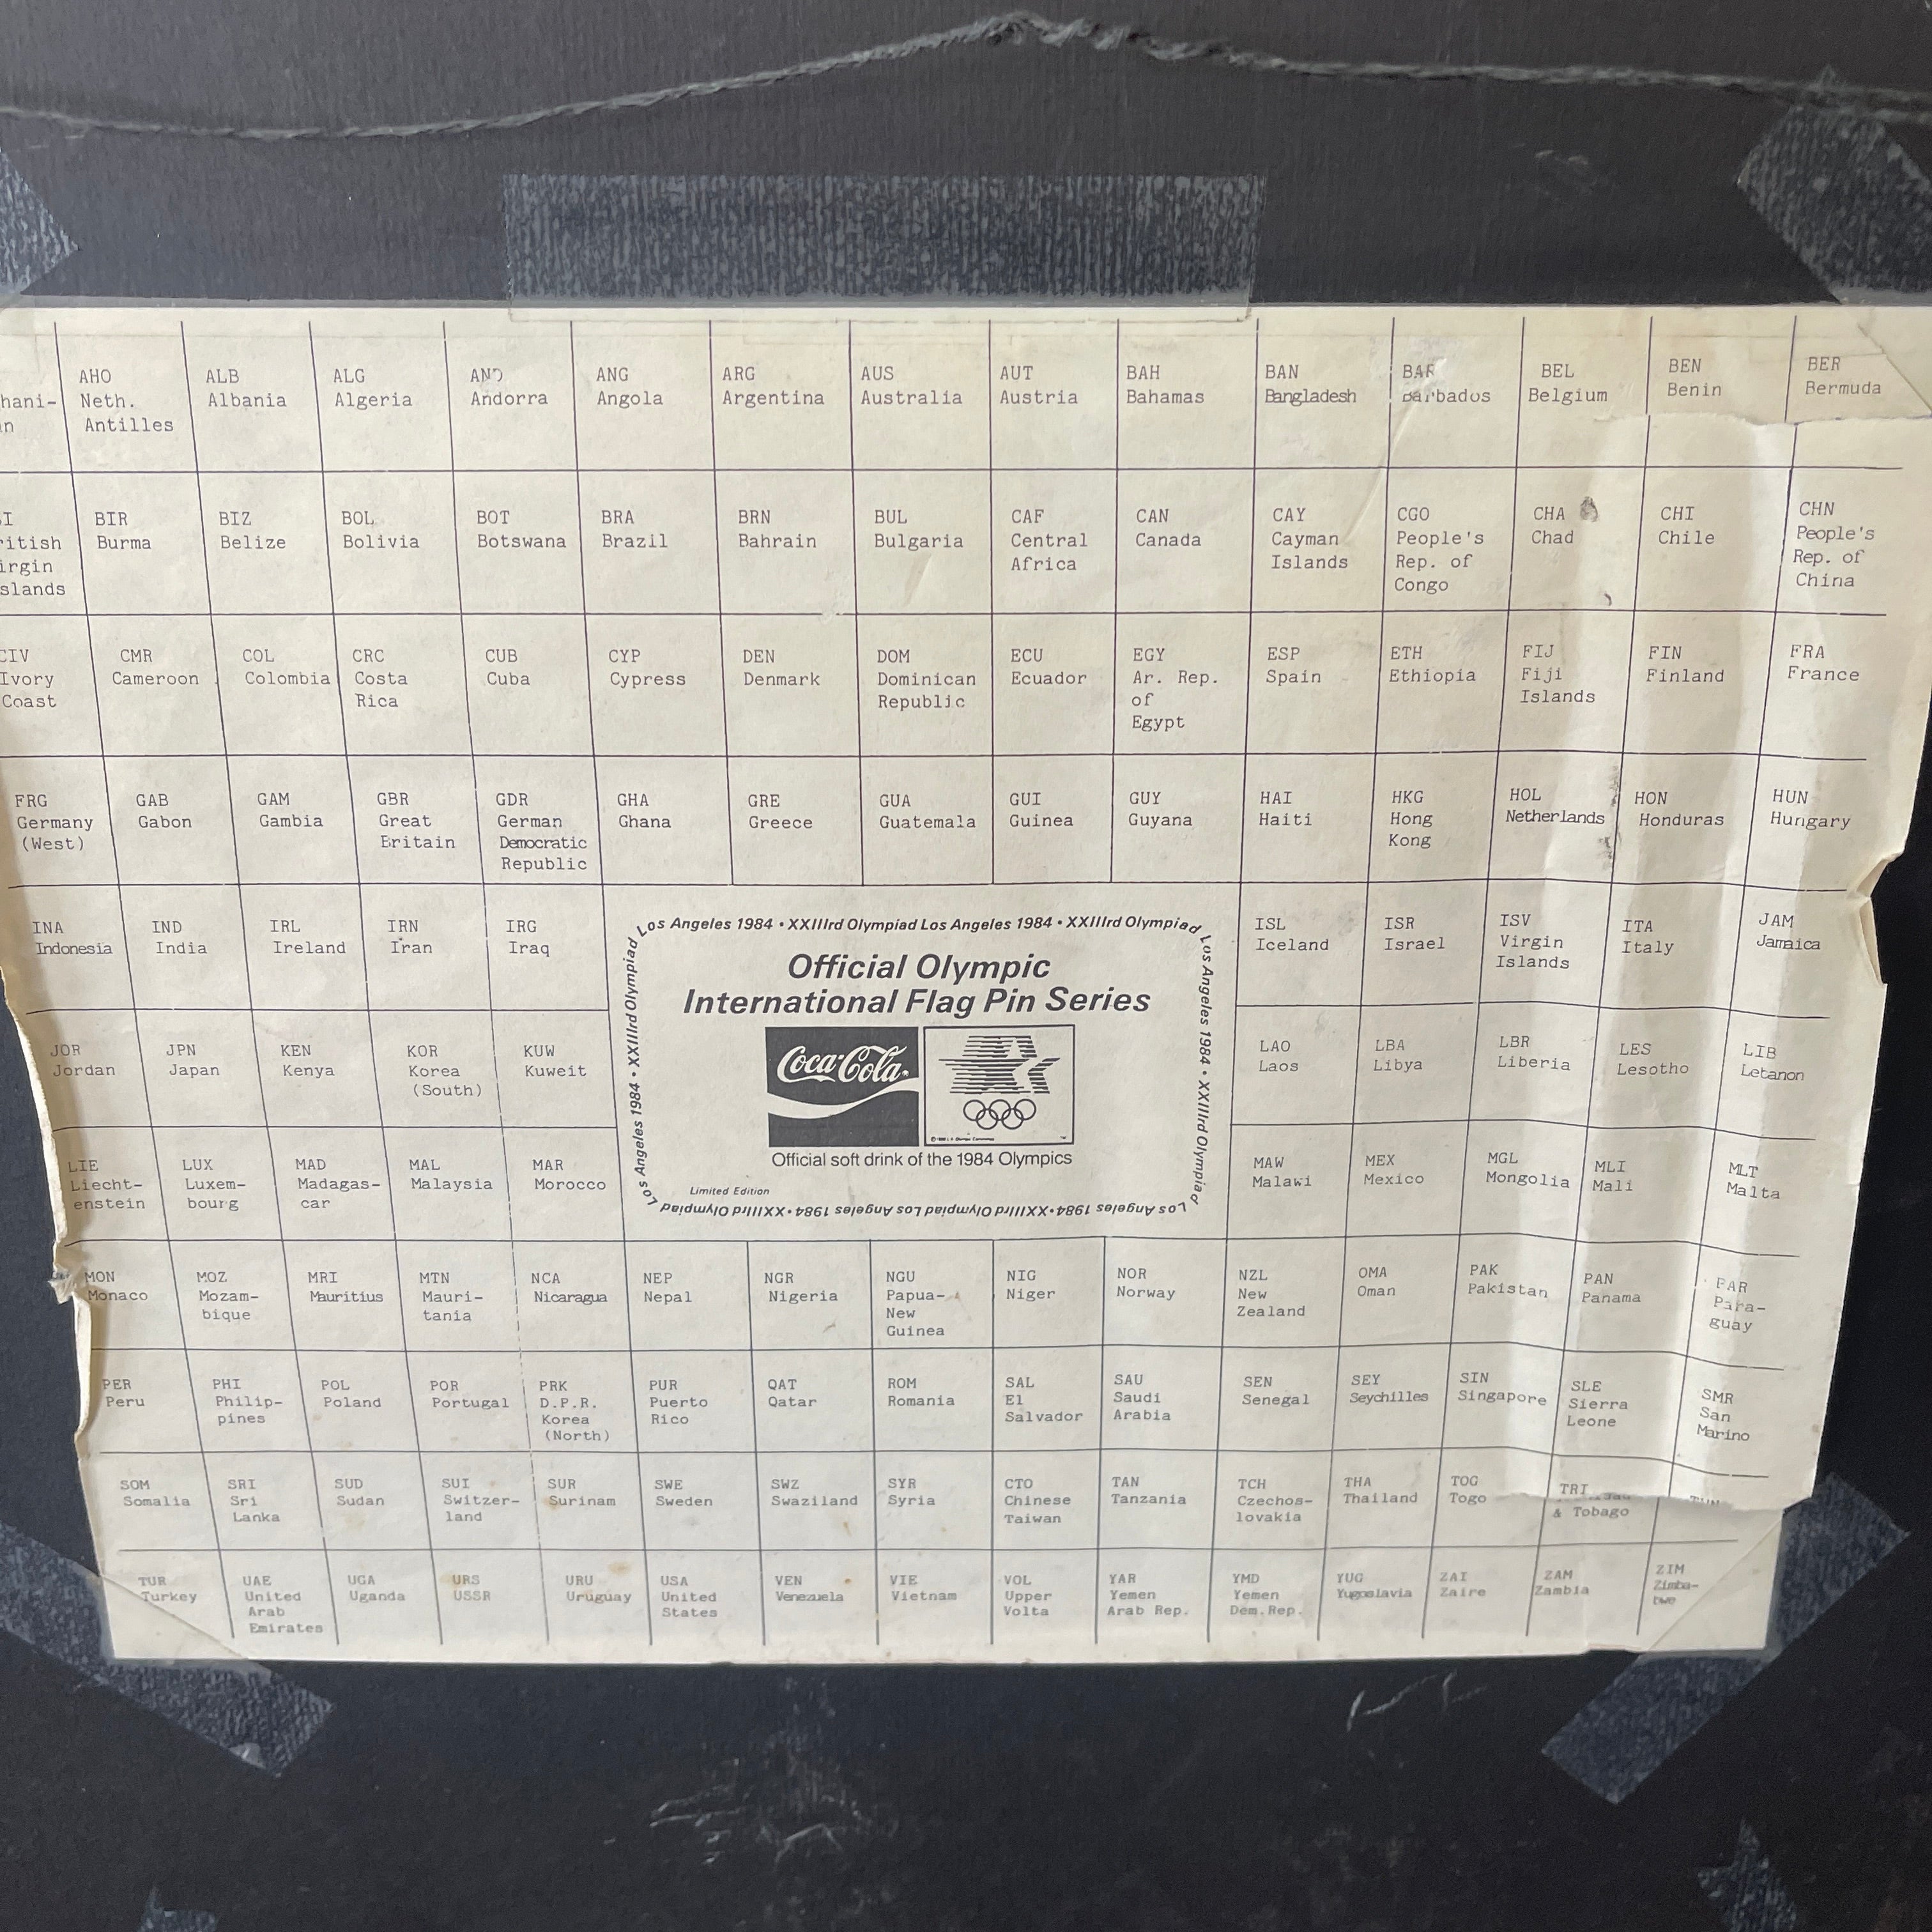 AHO
Neth.
Antilles
ALB
Albania
ALG
Algeria
AND
Andorra
ANG
Angola
ARG
Argentina
AUS
Australia
AUT
Austria
BAH
Bahamas
BAN
Bangladesh
BAR
Barbados
BEL
Belgium
BEN
Benin
BER
Bermuda
BIR
Burma
BIZ
Belize
BOL
Bolivia
BOT
Botswana
BRA
Brazil
BRN
Bahrain
BUL
Bulgaria
CAF
Central
Africa
CAN
Canada
CAY
Cayman
Islands
CGO
People's
Rep. of
Congo
CHA
Chad
CHI
Chile
CHN
People's
Rep. of
China
CIV
Ivory
Coast
CMR
Cameroon
COL
Colombia
CRC
Costa
Rica
CUB
Cuba
CYP
Cypress
DEN
Denmark
DOM
Dominican
Republic
ECU
Ecuador
EGY
Ar. Rep.
of
Egypt
ESP
Spain
ETH
Ethiopia
FIJ
Fiji
Islands
FIN
Finland
FRA
France
FRG
Germany
(West)
GAB
Gabon
GAM
Gambia
GBR
Great
Britain
GDR
German
Democratic
Republic
GHA
Ghana
GRE
Greece
GUA
Guatemala
GUI
Guinea
GUY
Guyana
HAI
Haiti
HKG
Hong
Kong
HOL
Netherlands
HON
Honduras
HUN
Hungary
INA
Indonesia
IND
India
IRL
Ireland
IRN
Iran
IRG
Iraq
Los Angeles 1984 • XXIIIrd Olympiad Los Angeles 1984 • XXIIIrd Olympiad
Los Angeles 1984 • XXIIIrd Olympiad
Los Angeles 1984 • XXIIIrd Olympiad Los Angeles 1984 • XXIIIrd Olympiad
Los Angeles 1984 • XXIIIrd Olympiad
Official Olympic
International Flag Pin Series
Coca-Cola
Official soft drink of the 1984 Olympics
Limited Edition
ISL
Iceland
ISR
Israel
ISV
Virgin
Islands
ITA
Italy
JAM
Jamaica
JOR
Jordan
JPN
Japan
KEN
Kenya
KOR
Korea
(South)
KUW
Kuweit
LAO
Laos
LBA
Libya
LBR
Liberia
LES
Lesotho
LIB
Letanon
LIE
Liecht-
enstein
LUX
Luxem-
bourg
MAD
Madagas-
car
MAL
Malaysia
MAR
Morocco
MAW
Malawi
MEX
Mexico
MGL
Mongolia
MLI
Mali
MLT
Malta
MON
Monaco
MOZ
Mozam-
bique
MRI
Mauritius
MTN
Mauri-
tania
NCA
Nicaragua
NEP
Nepal
NGR
Nigeria
NGU
Papua-
New
Guinea
NIG
Niger
NOR
Norway
NZL
New
Zealand
OMA
Oman
PAK
Pakistan
PAN
Panama
PAR
Para-
guay
PER
Peru
PHI
Philip-
pines
POL
Poland
POR
Portugal
PRK
D.P.R.
Korea
(North)
PUR
Puerto
Rico
QAT
Qatar
ROM
Romania
SAL
El
Salvador
SAU
Saudi
Arabia
SEN
Senegal
SEY
Seychilles
SIN
Singapore
SLE
Sierra
Leone
SMR
San
Marino
SOM
Somalia
SRI
Sri
Lanka
SUD
Sudan
SUI
Switzer-
land
SUR
Surinam
SWE
Sweden
SWZ
Swaziland
SYR
Syria
CTO
Chinese
Taiwan
TAN
Tanzania
TCH
Czechos-
lovakia
THA
Thailand
TOG
Togo
TRI
& Tobago
TUR
Turkey
UAE
United
Arab
Emirates
UGA
Uganda
URS
USSR
URU
Uruguay
USA
United
States
VEN
Venezuela
VIE
Vietnam
VOL
Upper
Volta
YAR
Yemen
Arab Rep.
YMD
Yemen
Dem.Rep.
YUG
Yugoslavia
ZAI
Zaire
ZAM
Zambia
ZIM
Zimba-
bwe